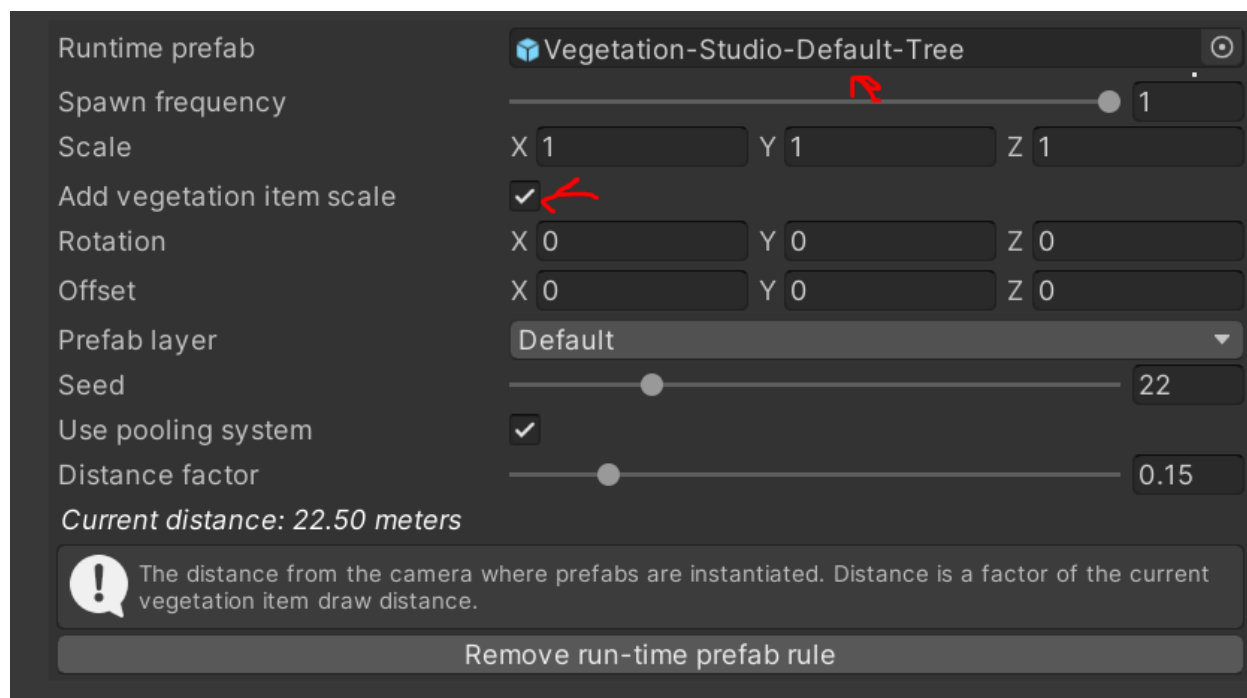 Runtime prefab Vegetation-Studio-Default-Tree
Spawn frequency 1
Scale X 1 Y 1 Z 1
Add vegetation item scale
Rotation X 0 Y 0 Z 0
Offset X 0 Y 0 Z 0
Prefab layer Default
Seed 22
Use pooling system
Distance factor 0.15
Current distance: 22.50 meters
The distance from the camera where prefabs are instantiated. Distance is a factor of the current
vegetation item draw distance.
Remove run-time prefab rule